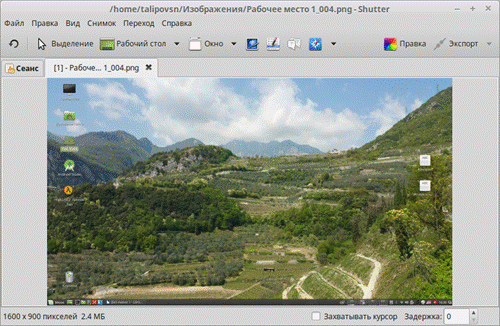 /home/talipovsn/Изображения/Рабочее место 1_004.png - Shutter
Файл Правка Вид Снимок Переход Справка
Выделение Рабочий стол Окно Правка Экспорт
Сеанс [1] - Рабоче... 1_004.png
1600 x 900 пикселей 2.4 МБ Захватывать курсор Задержка: 0